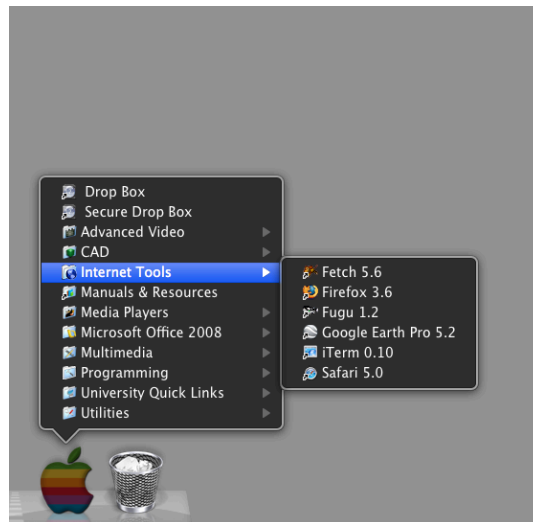 Drop Box
Secure Drop Box
Advanced Video
CAD
Internet Tools
Manuals & Resources
Media Players
Microsoft Office 2008
Multimedia
Programming
University Quick Links
Utilities
Fetch 5.6
Firefox 3.6
Fugu 1.2
Google Earth Pro 5.2
iTerm 0.10
Safari 5.0